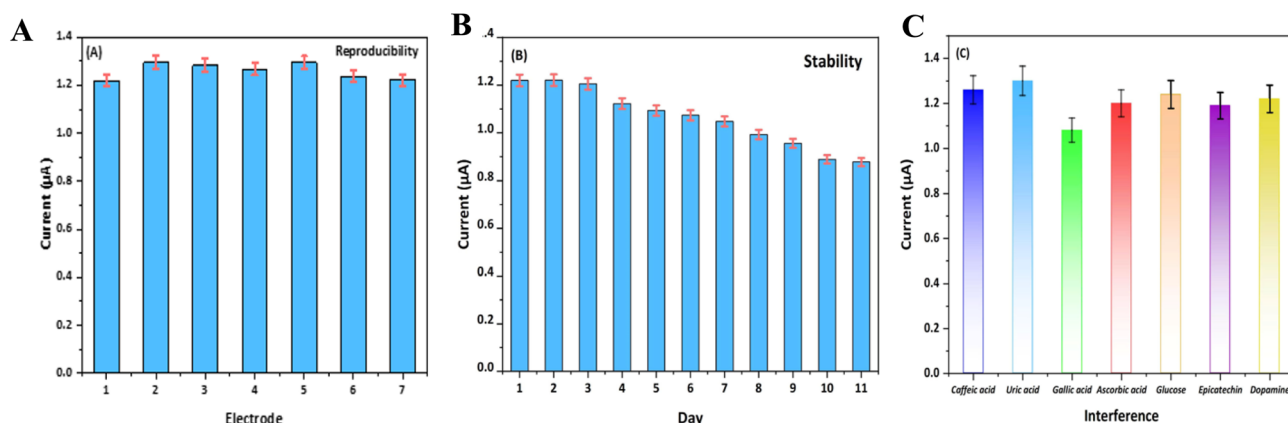 A
(A)
Reproducibility
Current (µA)
1.4
1.2
1.0
0.8
0.6
0.4
0.2
0.0
1 2 3 4 5 6 7
Electrode
B
(B)
Stability
Current (µA)
.4
1.2
1.0
0.8
0.6
0.4
0.2
0.0
1 2 3 4 5 6 7 8 9 10 11
Day
C
(C)
Current (µA)
1.4
1.2
1.0
0.8
0.6
0.4
0.2
0.0
Caffeic acid Uric acid Gallic acid Ascorbic acid Glucose Epicatechin Dopamine
Interference